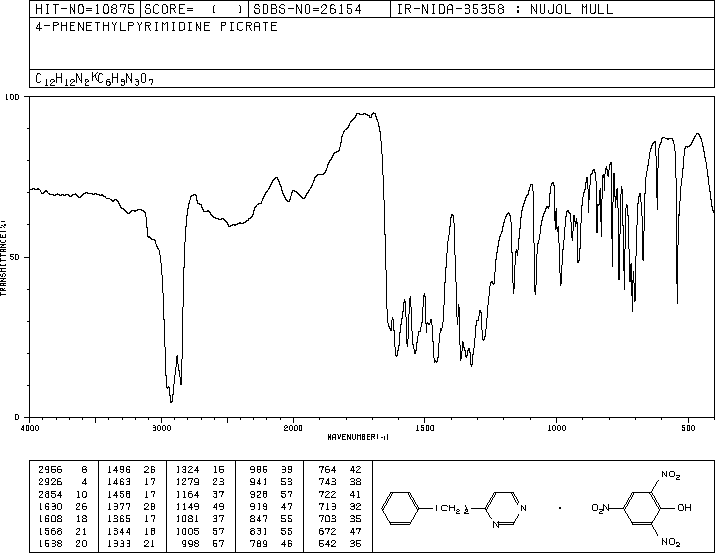 HIT-NO=10875 SCORE= ( ) SDBS-NO=26154 IR-NIDA-35358 : NUJOL MULL
4-PHENETHYLPYRIMIDINE PICRATE
C12H12N2·C6H3N3O7
100
TRANSMITTANCE(%)
50
0
4000 3000 2000 1500 1000 500
WAVENUMBER(-1)
2966 8 1496 26 1324 16 986 39 764 42
2926 4 1463 17 1279 23 941 53 743 38
2854 10 1458 17 1164 37 928 57 722 41
1630 26 1377 28 1149 49 919 47 713 32
1608 18 1365 17 1081 37 847 55 703 35
1566 21 1344 18 1005 57 831 55 672 47
1538 20 1333 21 998 57 789 46 542 35
NO2
(CH2)2 N O2N OH
N NO2